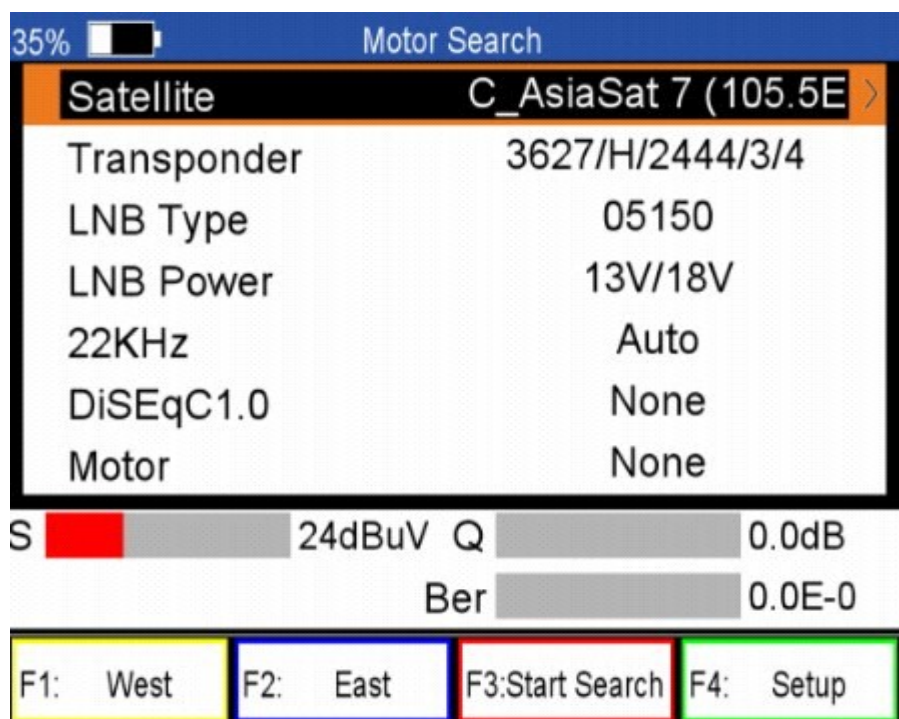 35% Motor Search
Satellite C_AsiaSat 7 (105.5E >
Transponder 3627/H/2444/3/4
LNB Type 05150
LNB Power 13V/18V
22KHz Auto
DiSEqC1.0 None
Motor None
S 24dBuV Q 0.0dB
Ber 0.0E-0
F1: West F2: East F3:Start Search F4: Setup